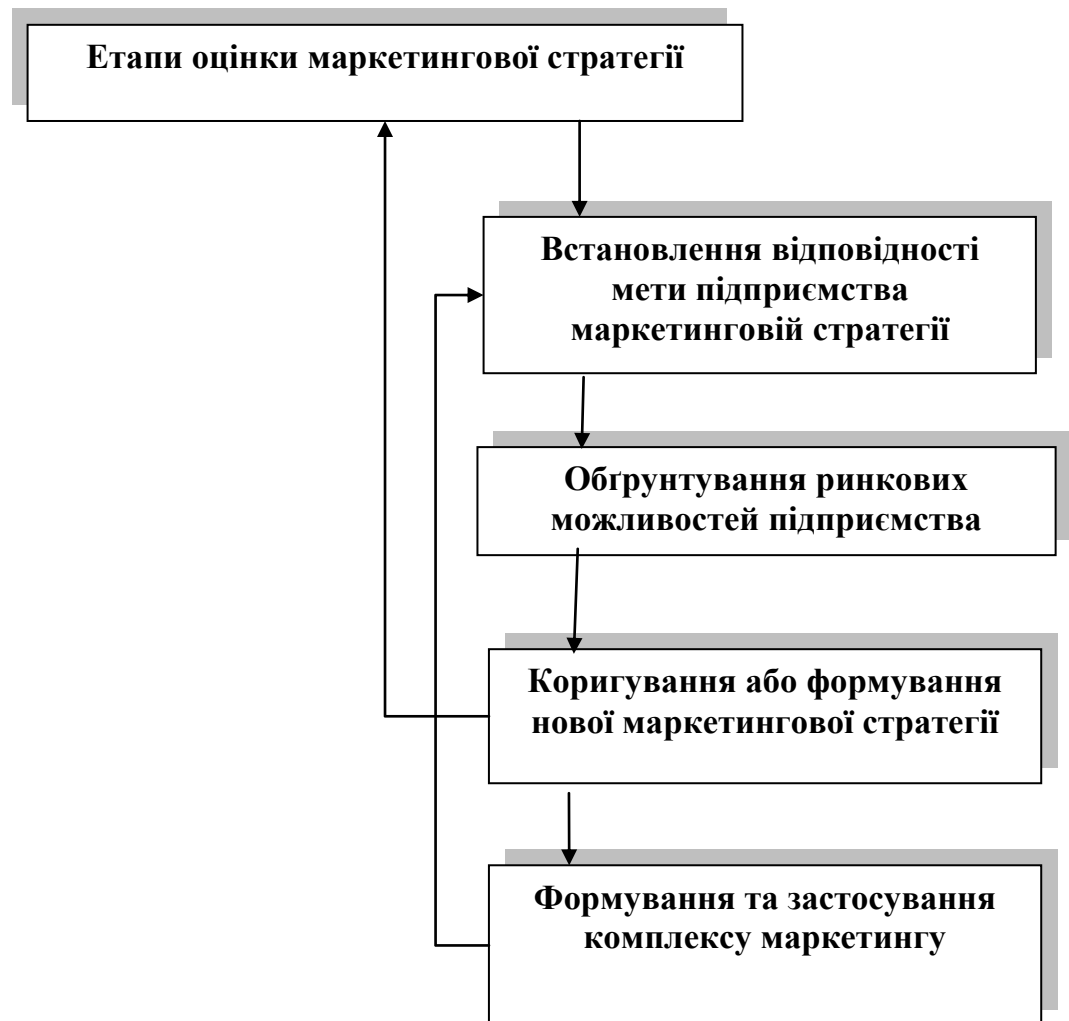 Етапи оцінки маркетингової стратегії
Встановлення відповідності
мети підприємства
маркетинговій стратегії
Обґрунтування ринкових
можливостей підприємства
Коригування або формування
нової маркетингової стратегії
Формування та застосування
комплексу маркетингу